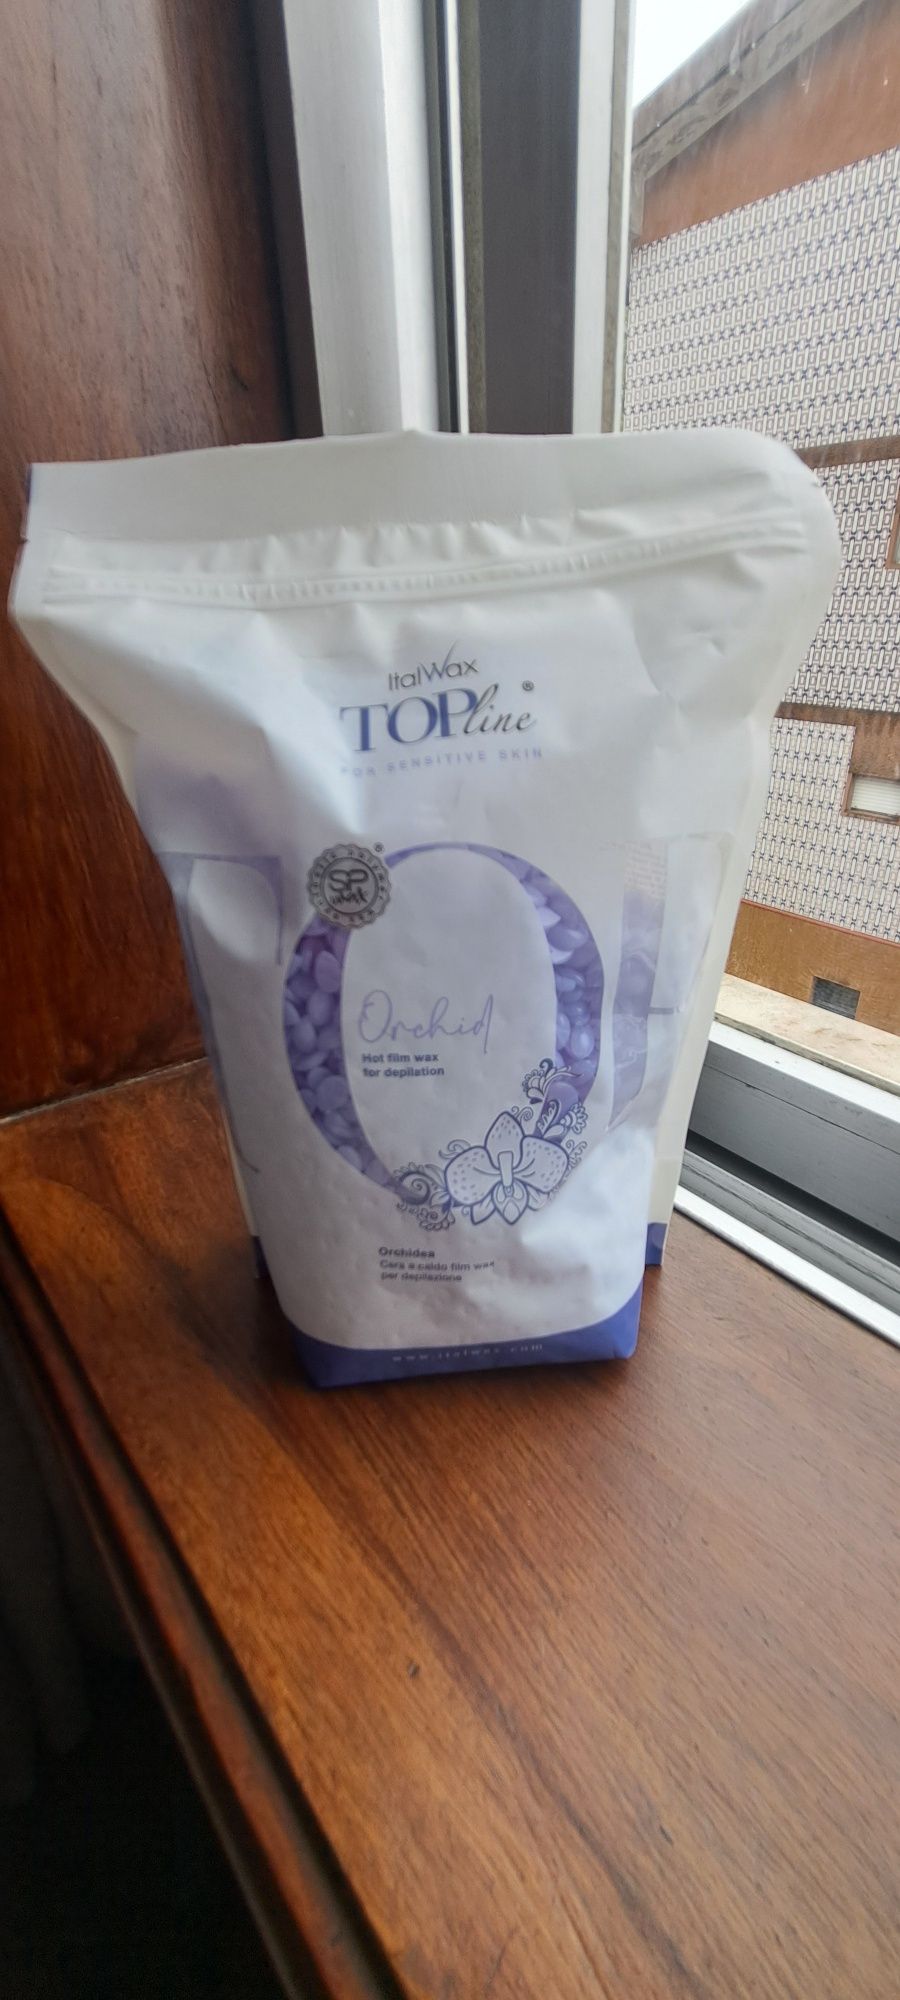 ItalWax
TOPline®
FOR SENSITIVE SKIN
SP
WAX
®
Orchid
Hot film wax
for depilation
Orchidea
Cera a caldo film wax
per depilazione
www.italwax.com